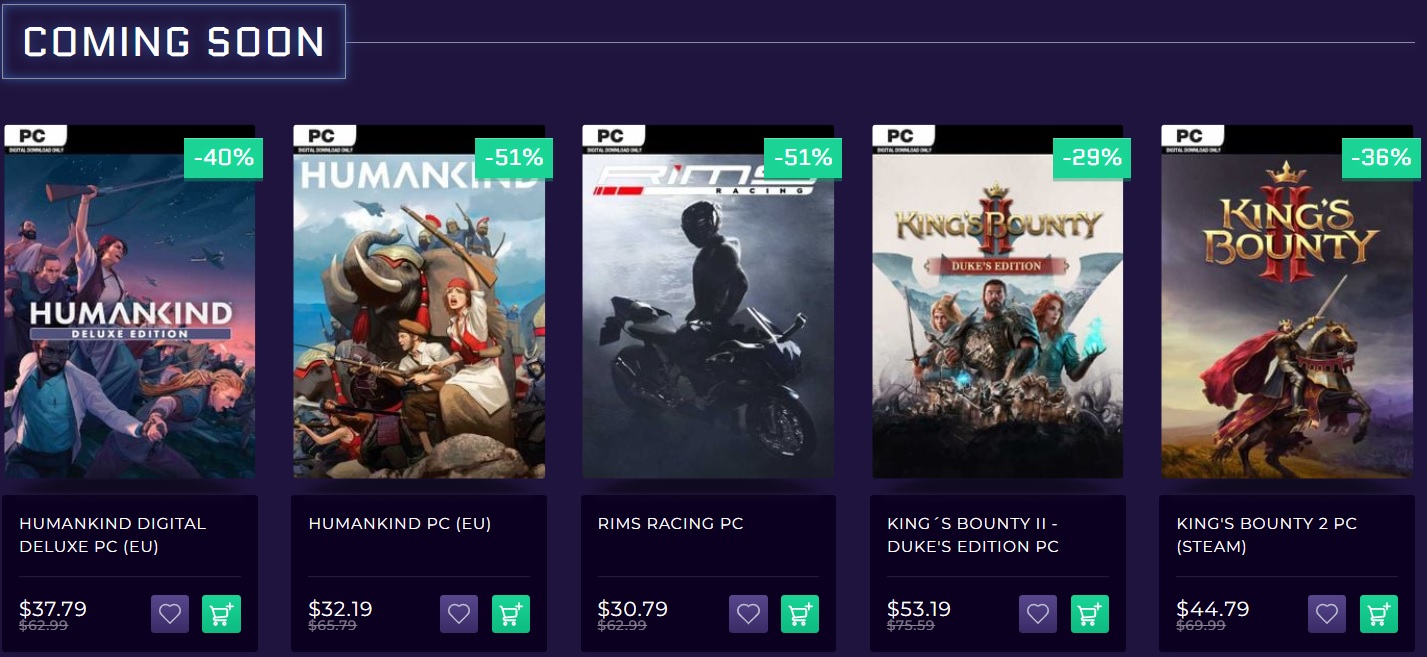 COMING SOON
PC
DIGITAL DOWNLOAD ONLY
-40%
HUMANKIND
DELUXE EDITION
HUMANKIND DIGITAL
DELUXE PC (EU)
$37.79
$62.99
PC
DIGITAL DOWNLOAD ONLY
-51%
HUMANKIND
HUMANKIND PC (EU)
$32.19
$65.79
PC
DIGITAL DOWNLOAD ONLY
-51%
RiMS
RACING
RIMS RACING PC
$30.79
$62.99
PC
DIGITAL DOWNLOAD ONLY
-29%
KING'S BOUNTY
II
DUKE'S EDITION
KING´S BOUNTY II -
DUKE'S EDITION PC
$53.19
$75.59
PC
DIGITAL DOWNLOAD ONLY
-36%
KING'S
BOUNTY
II
KING'S BOUNTY 2 PC
(STEAM)
$44.79
$69.99